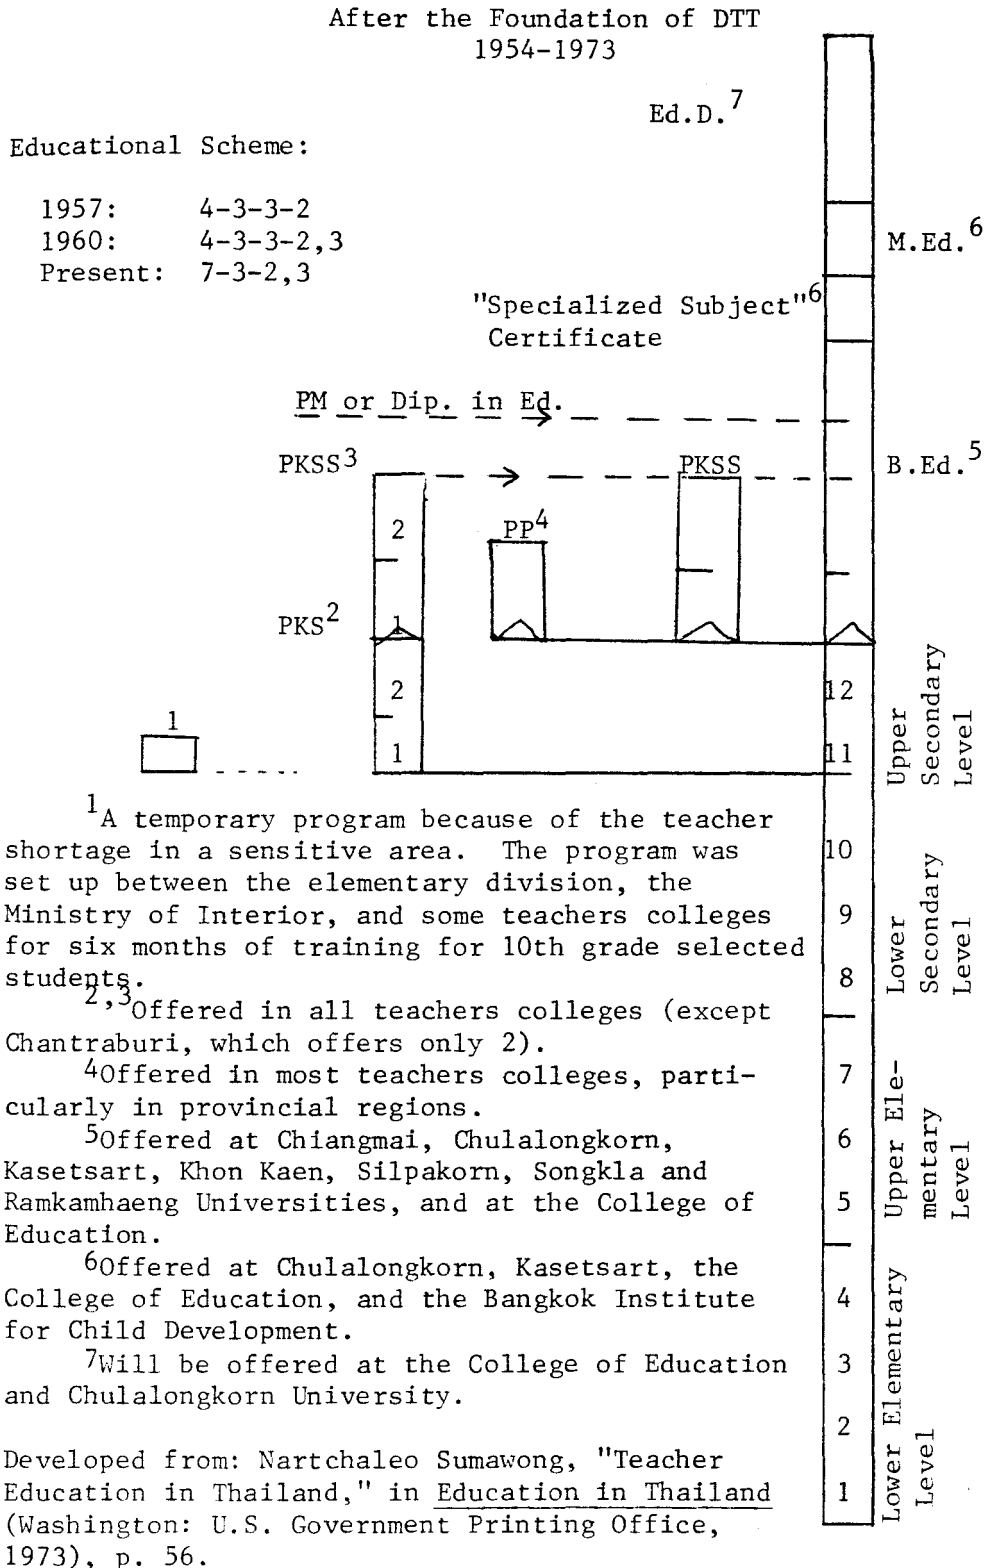 After the Foundation of DTT
1954-1973
Ed.D.7
Educational Scheme:
1957: 4-3-3-2
1960: 4-3-3-2,3
Present: 7-3-2,3
M.Ed.6
"Specialized Subject"6
Certificate
PM or Dip. in Ed.
PKSS3
PKSS
B.Ed.5
2
PP4
PKS2
1
2
12
1
1
11
Upper
Secondary
Level
1A temporary program because of the teacher
shortage in a sensitive area. The program was
set up between the elementary division, the
Ministry of Interior, and some teachers colleges
for six months of training for 10th grade selected
students.
2,3Offered in all teachers colleges (except
Chantraburi, which offers only 2).
4Offered in most teachers colleges, parti-
cularly in provincial regions.
5Offered at Chiangmai, Chulalongkorn,
Kasetsart, Khon Kaen, Silpakorn, Songkla and
Ramkamhaeng Universities, and at the College of
Education.
6Offered at Chulalongkorn, Kasetsart, the
College of Education, and the Bangkok Institute
for Child Development.
7Will be offered at the College of Education
and Chulalongkorn University.
10
9
8
Lower
Secondary
Level
7
6
5
Upper Ele-
mentary
Level
4
3
2
1
Lower Elementary
Level
Developed from: Nartchaleo Sumawong, "Teacher
Education in Thailand," in Education in Thailand
(Washington: U.S. Government Printing Office,
1973), p. 56.